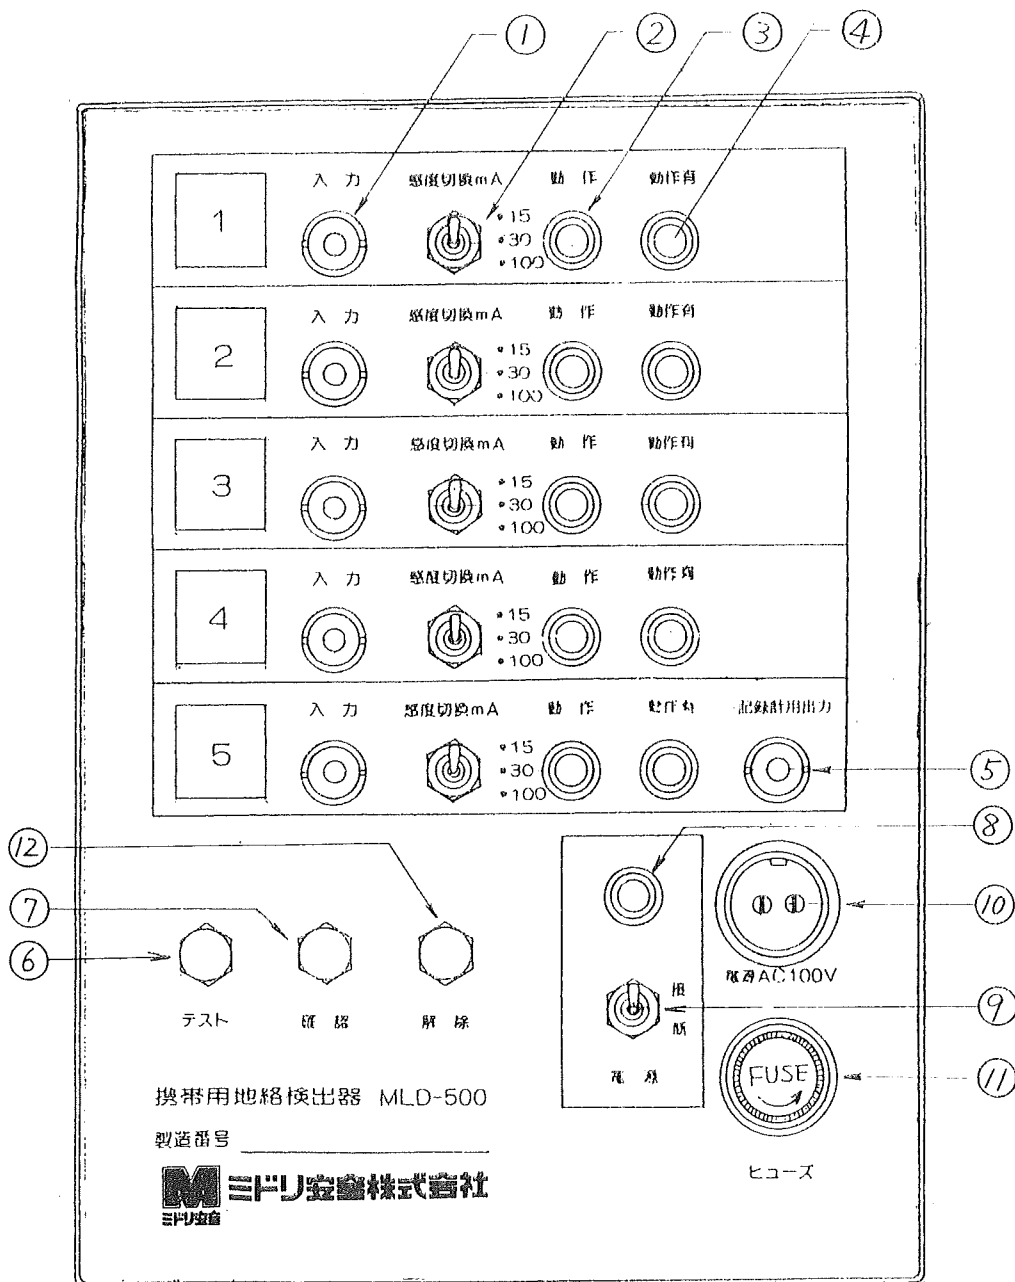 ① ② ③ ④
1 入力 感度切換mA 動作 動作有
•15
•30
•100
2 入力 感度切換mA 動作 動作有
•15
•30
•100
3 入力 感度切換mA 動作 動作有
•15
•30
•100
4 入力 感度切換mA 動作 動作有
•15
•30
•100
5 入力 感度切換mA 動作 動作有 記録計用出力
•15
•30
•100
⑤
⑧
⑫
⑦
⑥
⑩
電源AC100V
⑨
テスト 確認 解除
電源
FUSE
⑪
携帯用地絡検出器 MLD-500
製造番号
ヒューズ
M ミドリ安全株式会社
ミドリ安全